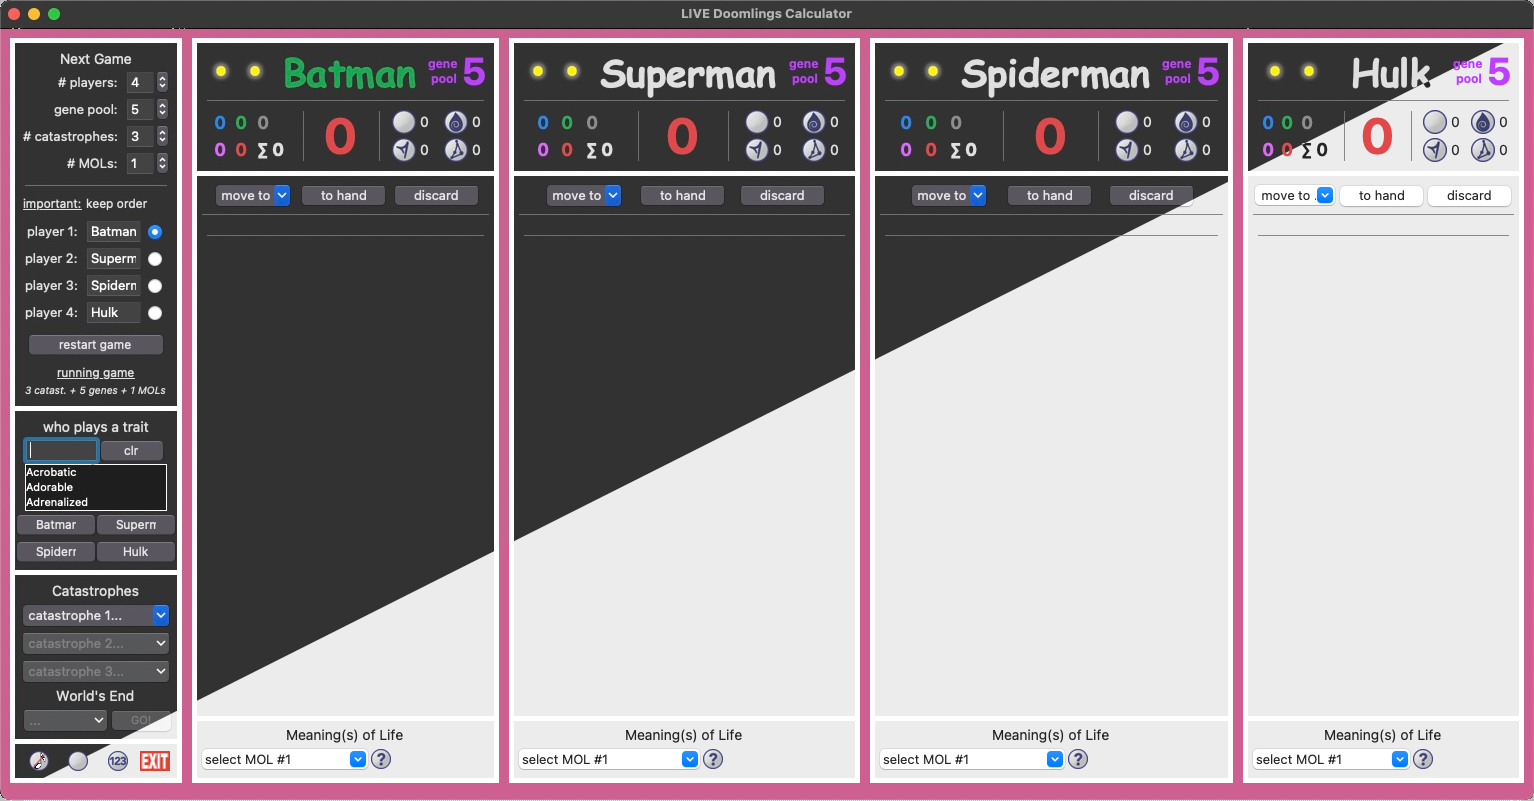 LIVE Doomlings Calculator
Next Game
# players: 4
gene pool: 5
# catastrophes: 3
# MOLs: 1
important: keep order
player 1: Batman
player 2: Superm
player 3: Spidern
player 4: Hulk
restart game
running game
3 catast. + 5 genes + 1 MOLs
who plays a trait
clr
Acrobatic
Adorable
Adrenalized
Batmar Supern
Spiderr Hulk
Catastrophes
catastrophe 1...
catastrophe 2...
catastrophe 3...
World's End
... GO!
123 EXIT
Batman gene pool 5
0 0 0 0 0 0
0 0 Σ 0 0 0
move to to hand discard
Meaning(s) of Life
select MOL #1 ?
Superman gene pool 5
0 0 0 0 0 0
0 0 Σ 0 0 0
move to to hand discard
Meaning(s) of Life
select MOL #1 ?
Spiderman gene pool 5
0 0 0 0 0 0
0 0 Σ 0 0 0
move to to hand discard
Meaning(s) of Life
select MOL #1 ?
Hulk gene pool 5
0 0 0 0 0 0
0 0 Σ 0 0 0
move to . to hand discard
Meaning(s) of Life
select MOL #1 ?